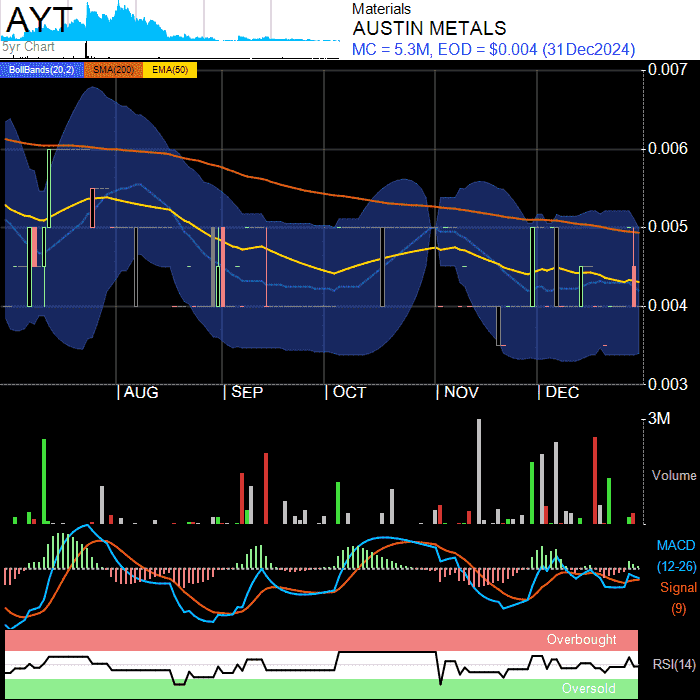 AYT
5yr Chart
Materials
AUSTIN METALS
MC = 5.3M, EOD = $0.004 (31Dec2024)
BollBands(20,2) SMA(200) EMA(50)
0.007
0.006
0.005
0.004
0.003
AUG SEP OCT NOV DEC
3M
Volume
MACD
(12-26)
Signal
(9)
Overbought
RSI(14)
Oversold